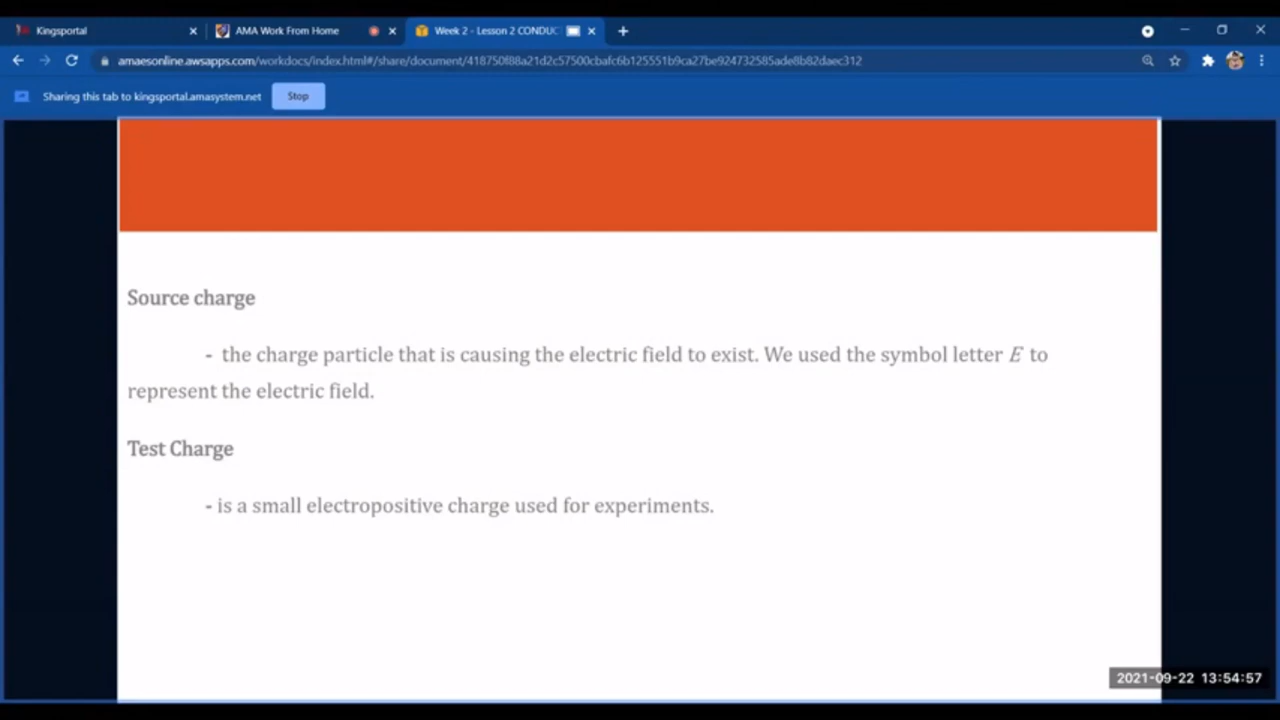 Kingsportal
AMA Work From Home
Week 2 - Lesson 2 CONDUC
amaesonline.awsapps.com/workdocs/index.html#/share/document/418750f88a21d2c57500cbafc6b125551b9ca27be924732585ade8b82daec312
Sharing this tab to kingsportal.amasystem.net
Stop
Source charge
- the charge particle that is causing the electric field to exist. We used the symbol letter E to
represent the electric field.
Test Charge
- is a small electropositive charge used for experiments.
2021-09-22 13:54:57